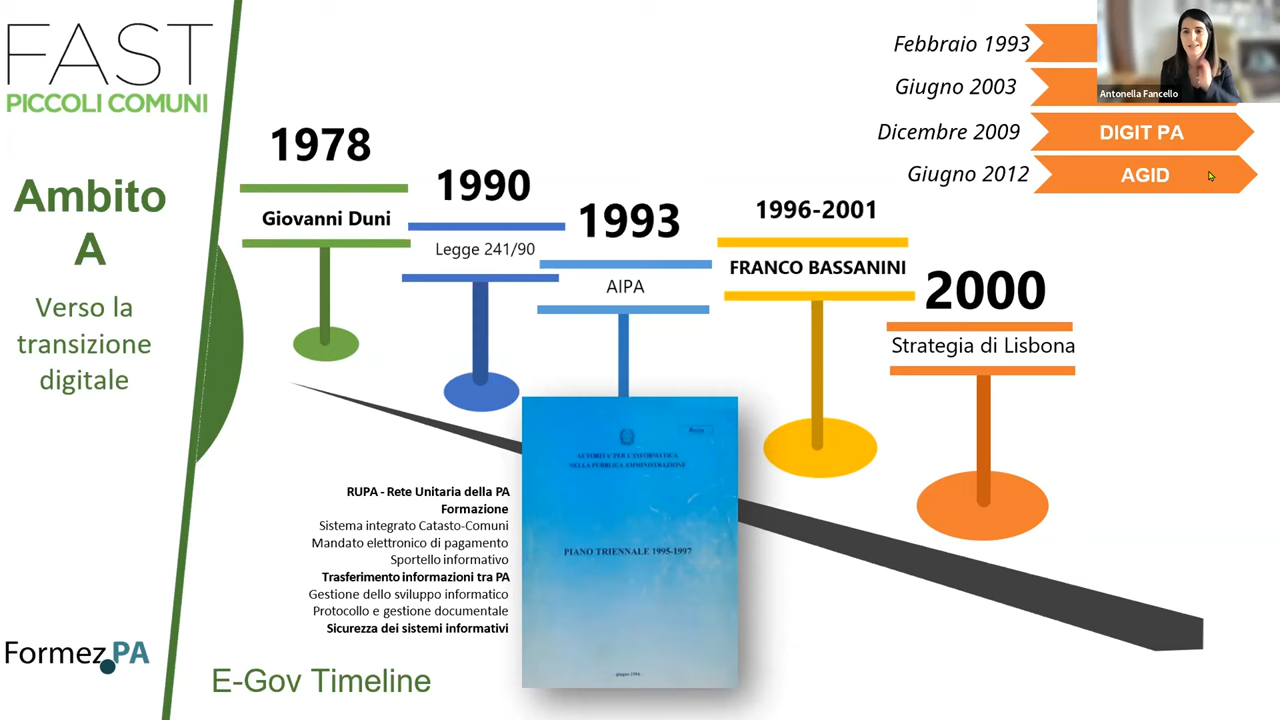 FAST
PICCOLI COMUNI
Ambito
A
Verso la
transizione
digitale
Formez PA
1978
Giovanni Duni
1990
Legge 241/90
1993
AIPA
1996-2001
FRANCO BASSANINI
2000
Strategia di Lisbona
Febbraio 1993
Giugno 2003
Dicembre 2009
DIGIT PA
Giugno 2012
AGID
Antonella Fancello
RUPA - Rete Unitaria della PA
Formazione
Sistema integrato Catasto-Comuni
Mandato elettronico di pagamento
Sportello informativo
Trasferimento informazioni tra PA
Gestione dello sviluppo informatico
Protocollo e gestione documentale
Sicurezza dei sistemi informativi
AUTORITA' PER L'INFORMATICA
NELLA PUBBLICA AMMINISTRAZIONE
PIANO TRIENNALE 1995-1997
E-Gov Timeline